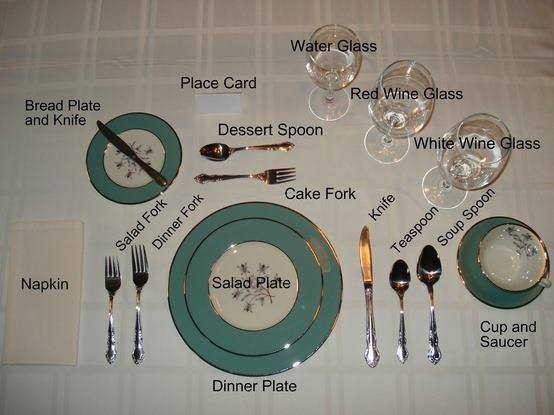 Water Glass
Place Card
Red Wine Glass
Bread Plate
and Knife
Dessert Spoon
White Wine Glass
Cake Fork
Salad Fork
Dinner Fork
Knife
Teaspoon
Soup Spoon
Napkin
Salad Plate
Cup and
Saucer
Dinner Plate